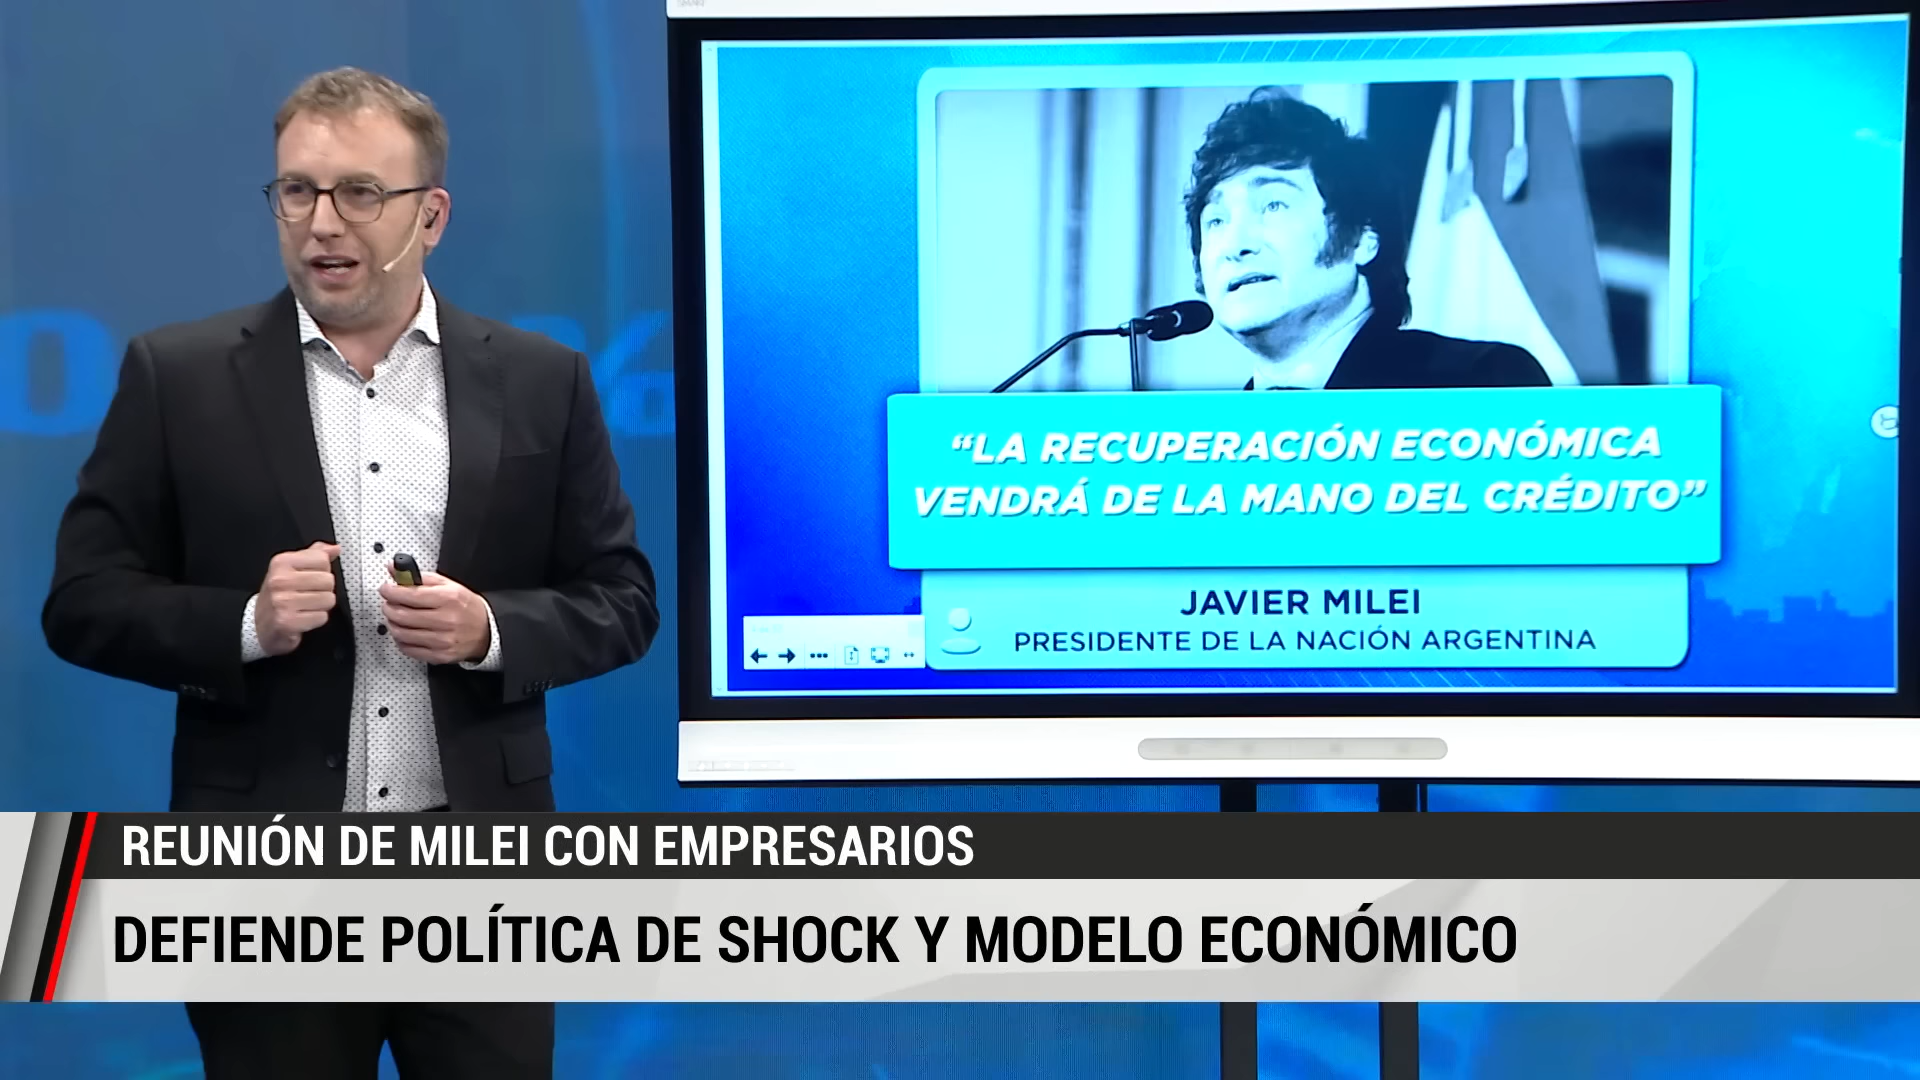 “LA RECUPERACIÓN ECONÓMICA
VENDRÁ DE LA MANO DEL CRÉDITO”
JAVIER MILEI
PRESIDENTE DE LA NACIÓN ARGENTINA
REUNIÓN DE MILEI CON EMPRESARIOS
DEFIENDE POLÍTICA DE SHOCK Y MODELO ECONÓMICO